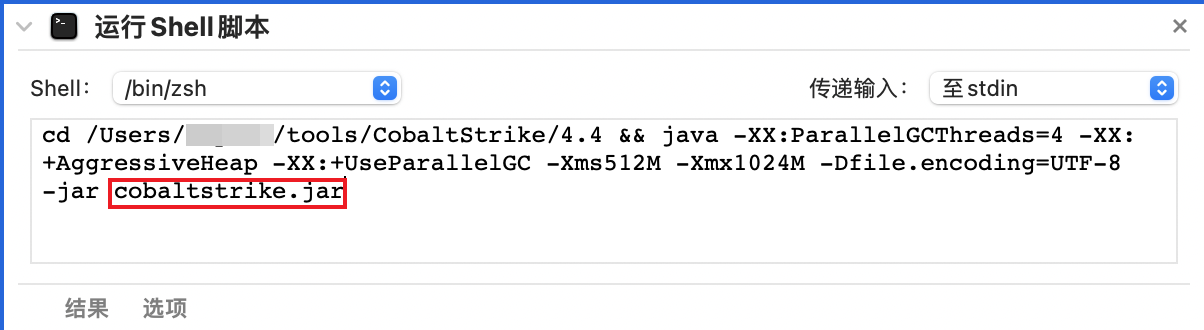 运行 Shell 脚本
Shell： /bin/zsh 传递输入： 至 stdin
cd /Users/ /tools/CobaltStrike/4.4 && java -XX:ParallelGCThreads=4 -XX:
+AggressiveHeap -XX:+UseParallelGC -Xms512M -Xmx1024M -Dfile.encoding=UTF-8
-jar cobaltstrike.jar
结果 选项